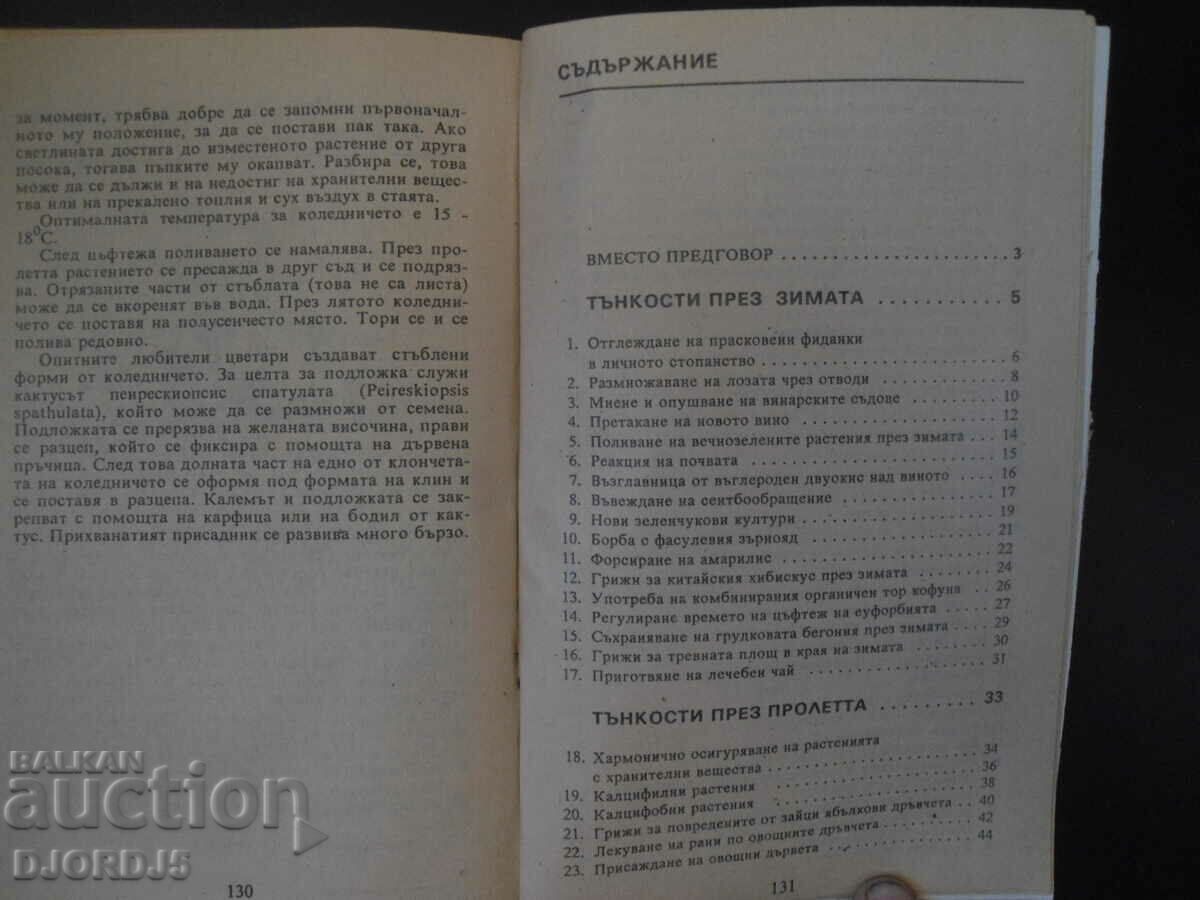 за момент, трябва добре да се запомни първоначал-
ното му положение, за да се постави пак така. Ако
светлината достига до изместеното растение от друга
посока, тогава пъпките му окапват. Разбира се, това
може да се дължи и на недостиг на хранителни вещес-
тва или на прекалено топлия и сух въздух в стаята.
Оптималната температура за коледничето е 15 -
18⁰С.
След цъфтежа поливането се намалява. През про-
летта растението се пресажда в друг съд и се подряз-
ва. Отрязаните части от стъблата (това не са листа)
може да се вкоренят във вода. През лятото коледни-
чето се поставя на полусенчесто място. Тори се и се
полива редовно.
Опитните любители цветари създават стъблени
форми от коледничето. За целта за подложка служи
кактусът пеирескиопсис спатулата (Peireskiopsis
spathulata), който може да се размножи от семена.
Подложката се прерязва на желаната височина, прави
се разцеп, който се фиксира с помощта на дървена
пръчица. След това долната част на едно от клончета-
та на коледничето се оформя под формата на клин и
се поставя в разцепа. Калемът и подложката се зак-
репват с помощта на карфица или на бодил от как-
тус. Прихванатият присадник се развива много бързо.
130
СЪДЪРЖАНИЕ
ВМЕСТО ПРЕДГОВОР . . . . . . . . . . . . . . . . . . . . . . 3
ТЪНКОСТИ ПРЕЗ ЗИМАТА . . . . . . . . . . . 5
1. Отглеждане на прасковени фиданки
в личното стопанство . . . . . . . . . . . . . . . . . . . . 6
2. Размножаване на лозата чрез отводи . . . . . . . . . . . 8
3. Миене и опушване на винарските съдове . . . . . . . . 10
4. Претакане на новото вино . . . . . . . . . . . . . . . . . 12
5. Поливане на вечнозелените растения през зимата . . . 14
6. Реакция на почвата . . . . . . . . . . . . . . . . . . . . 15
7. Възглавница от въглероден двуокис над виното . . . . 16
8. Въвеждане на сеитбообращение . . . . . . . . . . . . . 17
9. Нови зеленчукови култури . . . . . . . . . . . . . . . . 19
10. Борба с фасулевия зърнояд . . . . . . . . . . . . . . . 21
11. Форсиране на амарилис . . . . . . . . . . . . . . . . . 22
12. Грижи за китайския хибискус през зимата . . . . . . . 24
13. Употреба на комбинирания органичен тор кофуна . . 26
14. Регулиране времето на цъфтеж на еуфорбията . . . . . 27
15. Съхраняване на грудковата бегония през зимата . . . . 29
16. Грижи за тревната площ в края на зимата . . . . . . . 30
17. Приготвяне на лечебен чай . . . . . . . . . . . . . . . 31
ТЪНКОСТИ ПРЕЗ ПРОЛЕТТА . . . . . . . . . 33
18. Хармонично осигуряване на растенията
с хранителни вещества . . . . . . . . . . . . . . . . . . 34
19. Калцифилни растения . . . . . . . . . . . . . . . . . . 36
20. Калцифобни растения . . . . . . . . . . . . . . . . . . 38
21. Грижи за повредените от зайци ябълкови дръвчета . . . 40
22. Лекуване на рани по овощните дръвчета . . . . . . . . 42
23. Присаждане на овощни дървета . . . . . . . . . . . . . 44
131
BALKAN
auction
DJORDJ5